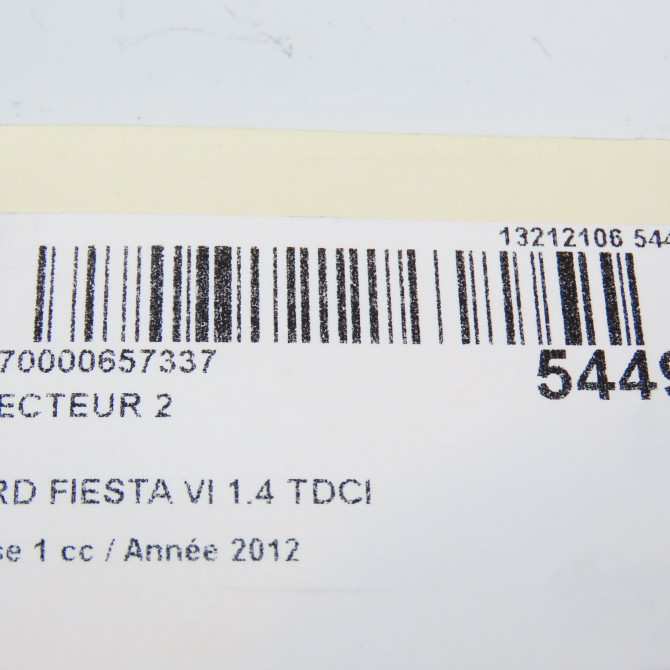 13212106 544
70000657337
5449
ECTEUR 2
RD FIESTA VI 1.4 TDCI
se 1 cc / Année 2012